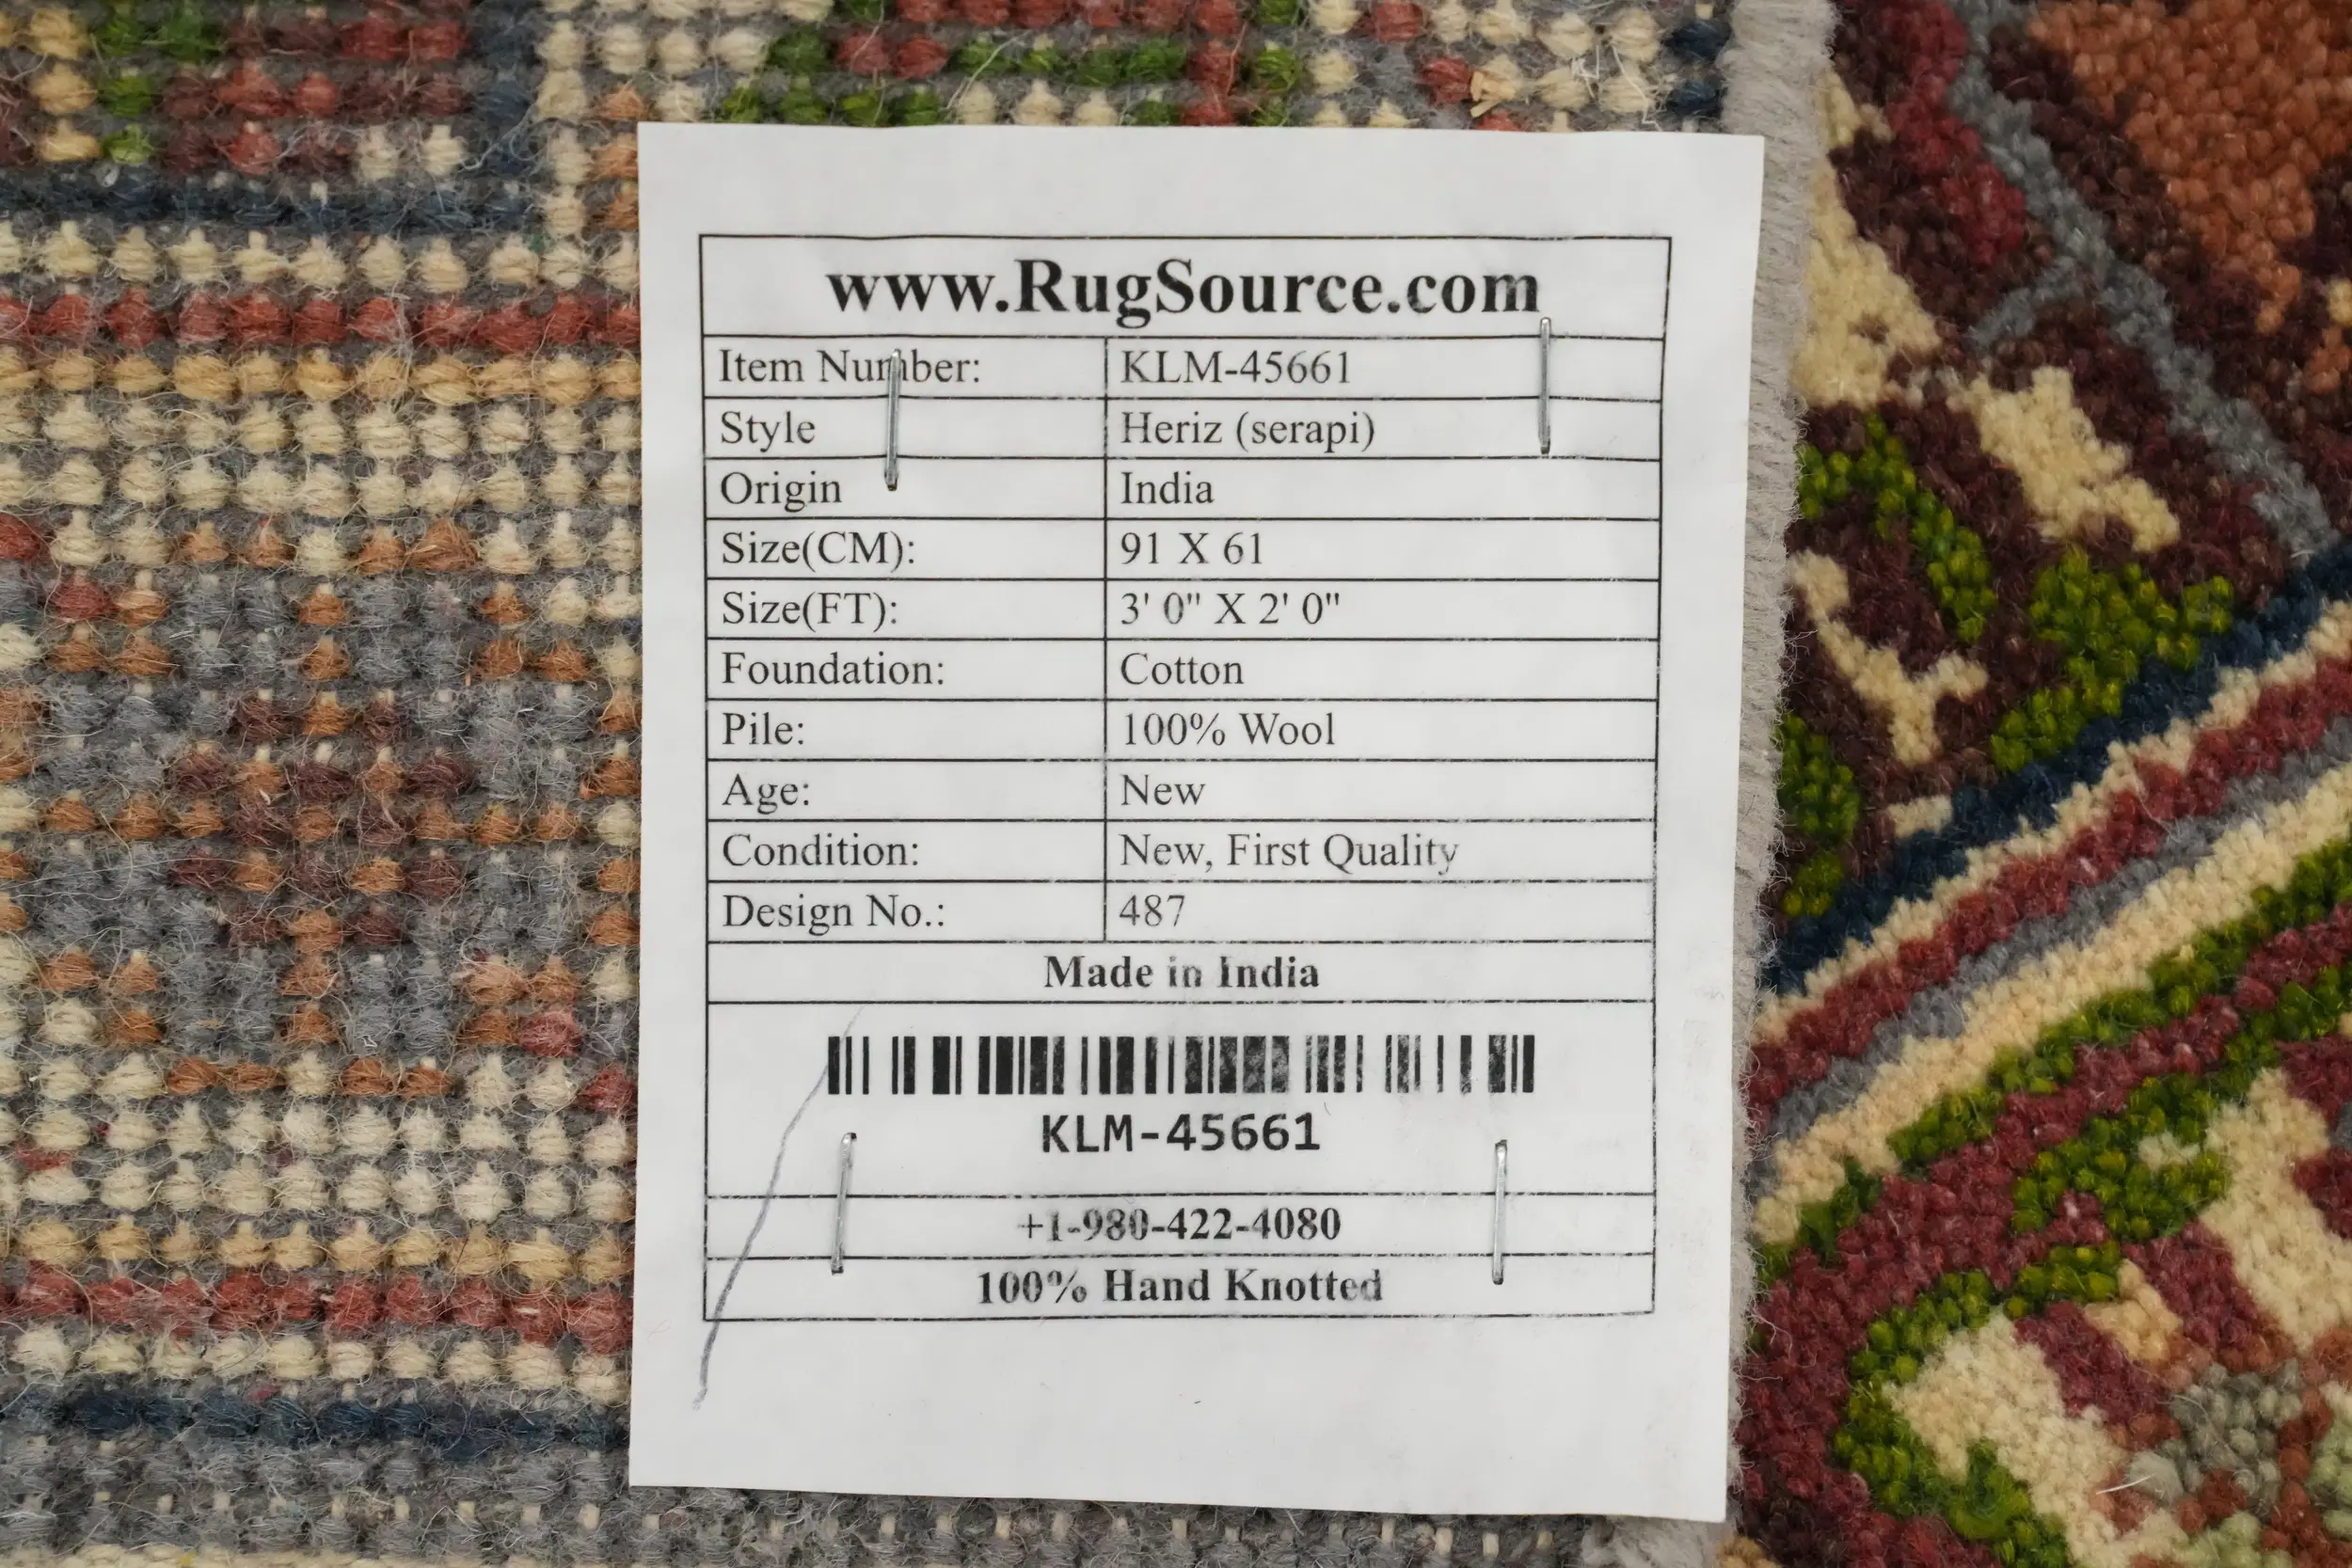 www.RugSource.com
Item Number: KLM-45661
Style Heriz (serapi)
Origin India
Size(CM): 91 X 61
Size(FT): 3' 0" X 2' 0"
Foundation: Cotton
Pile: 100% Wool
Age: New
Condition: New, First Quality
Design No.: 487
Made in India
KLM-45661
+1-980-422-4080
100% Hand Knotted